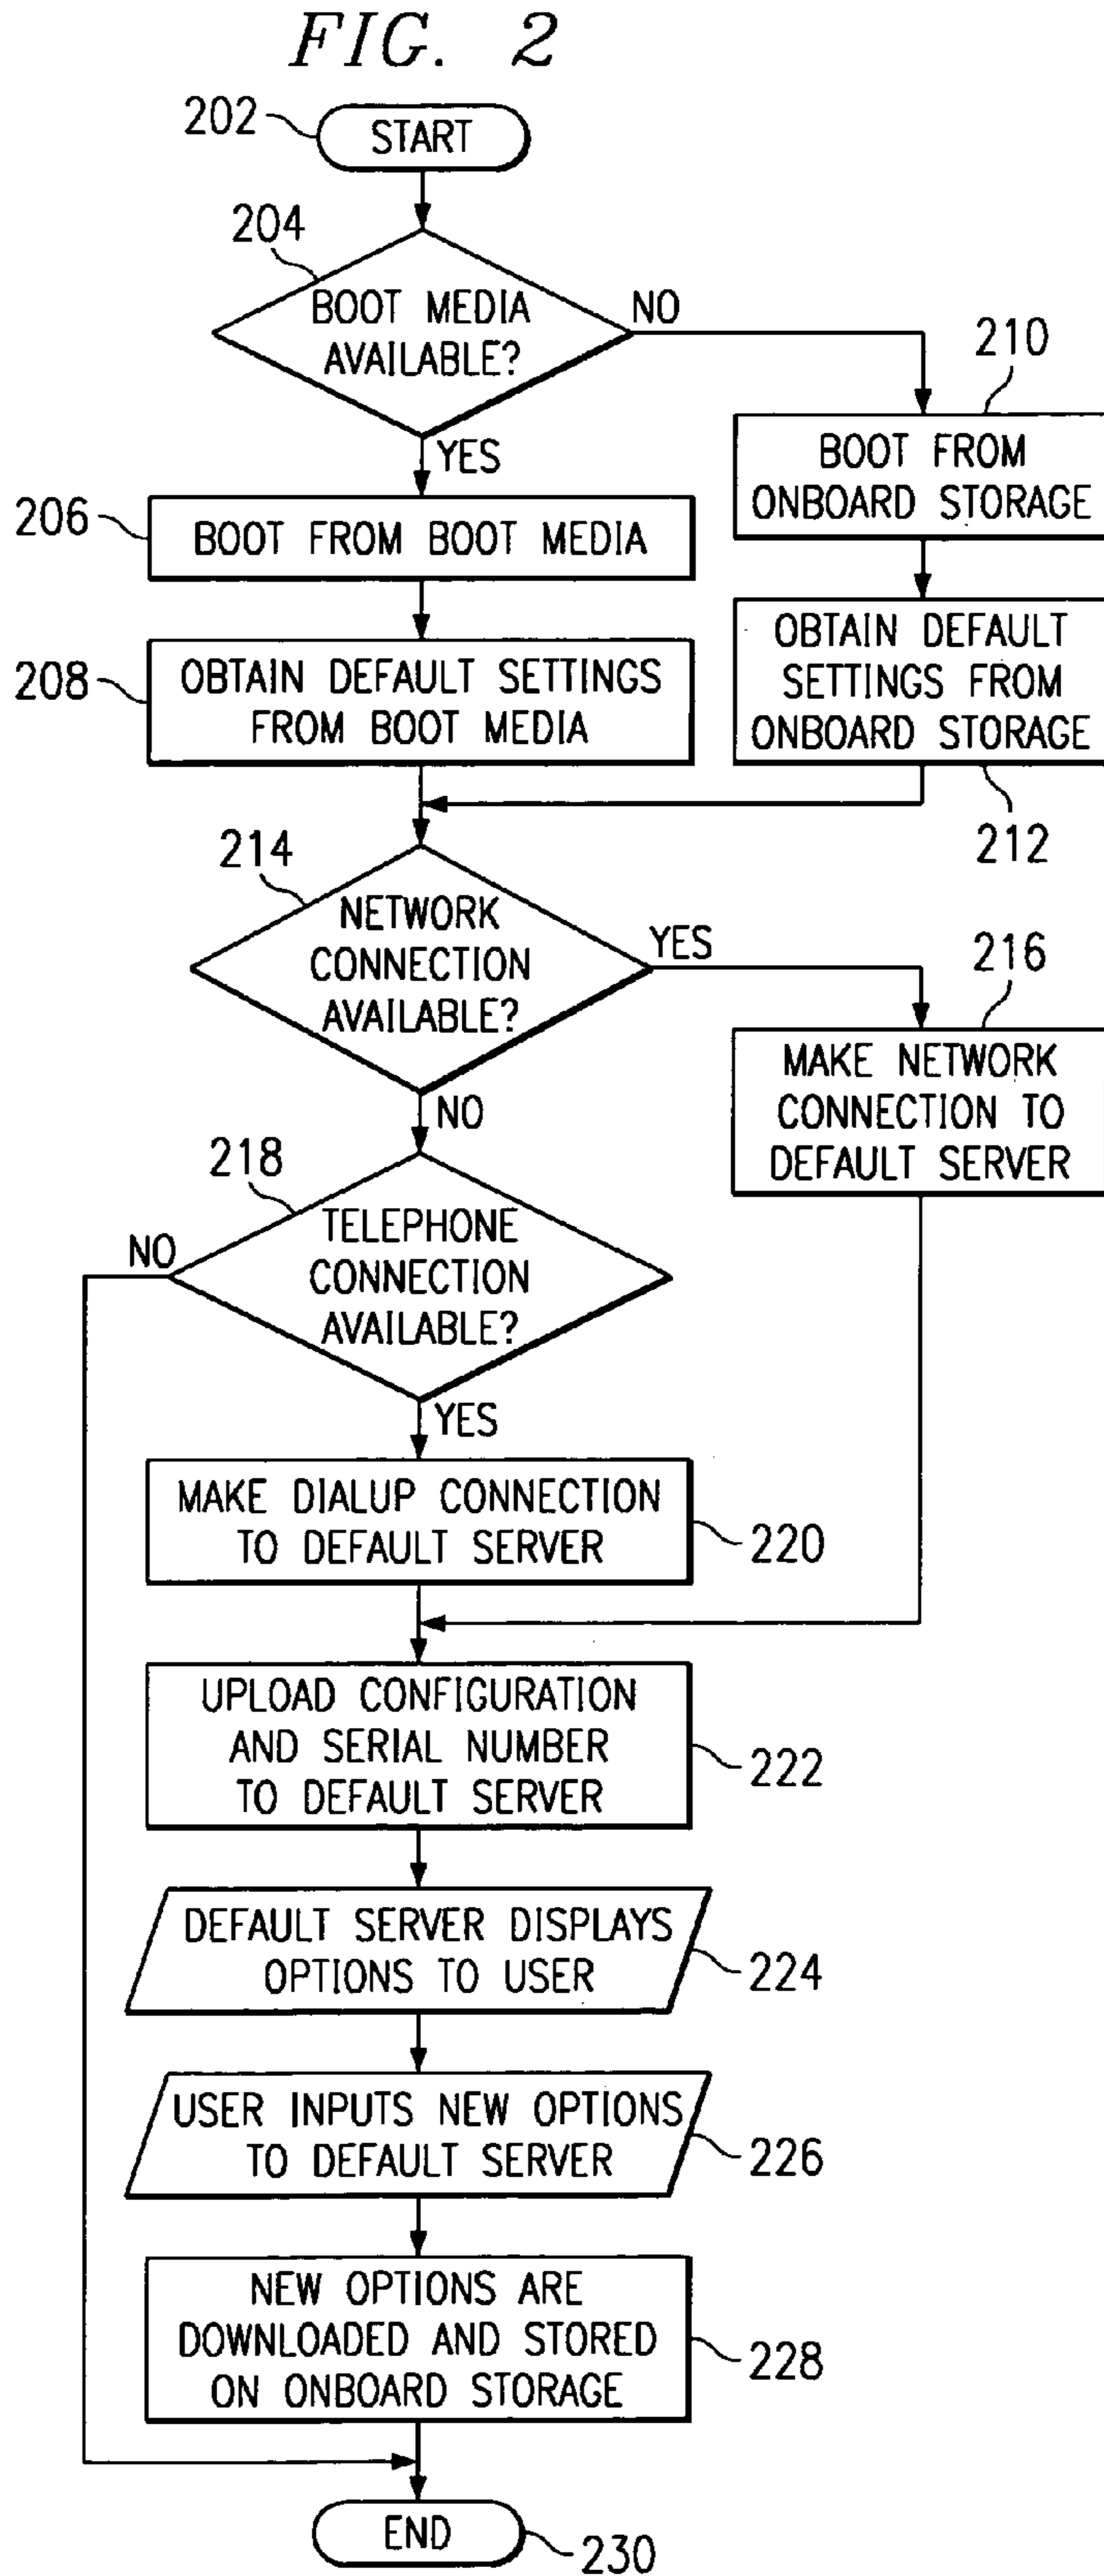 FIG. 2
202
START
204
BOOT MEDIA
AVAILABLE?
NO
YES
210
BOOT FROM
ONBOARD STORAGE
206
BOOT FROM BOOT MEDIA
208
OBTAIN DEFAULT SETTINGS
FROM BOOT MEDIA
OBTAIN DEFAULT
SETTINGS FROM
ONBOARD STORAGE
212
214
NETWORK
CONNECTION
AVAILABLE?
YES
NO
216
MAKE NETWORK
CONNECTION TO
DEFAULT SERVER
218
TELEPHONE
CONNECTION
AVAILABLE?
NO
YES
MAKE DIALUP CONNECTION
TO DEFAULT SERVER
220
UPLOAD CONFIGURATION
AND SERIAL NUMBER
TO DEFAULT SERVER
222
DEFAULT SERVER DISPLAYS
OPTIONS TO USER
224
USER INPUTS NEW OPTIONS
TO DEFAULT SERVER
226
NEW OPTIONS ARE
DOWNLOADED AND STORED
ON ONBOARD STORAGE
228
END
230